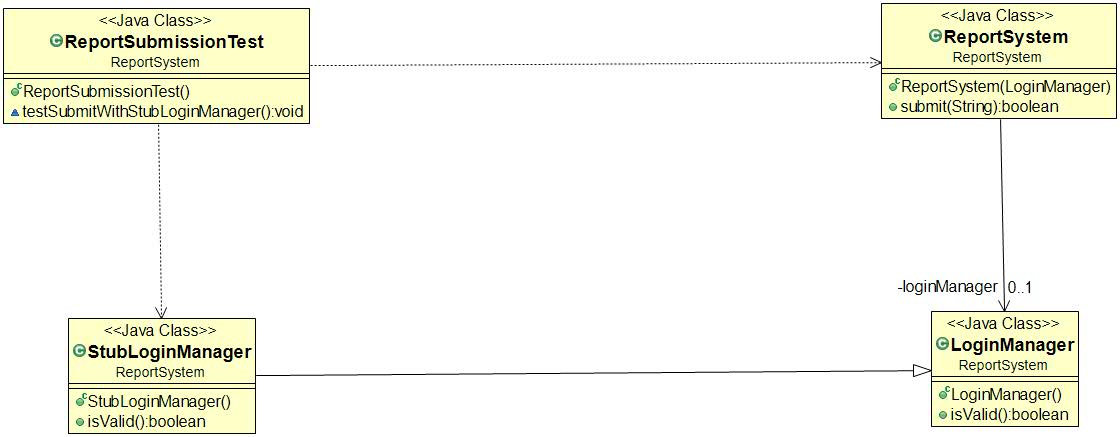 <<Java Class>>
ReportSubmissionTest
ReportSystem
ReportSubmissionTest()
testSubmitWithStubLoginManager():void
<<Java Class>>
ReportSystem
ReportSystem
ReportSystem(LoginManager)
submit(String):boolean
-loginManager 0..1
<<Java Class>>
StubLoginManager
ReportSystem
StubLoginManager()
isValid():boolean
<<Java Class>>
LoginManager
ReportSystem
LoginManager()
isValid():boolean